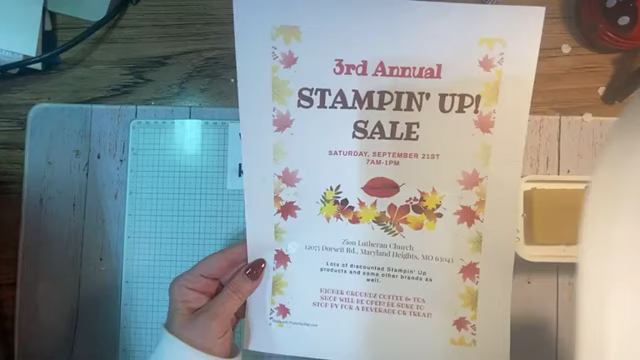 3rd Annual
STAMPIN' UP!
SALE
SATURDAY, SEPTEMBER 21ST
7AM-1PM
Zion Lutheran Church
12075 Dorsett Rd., Maryland Heights, MO 63043
Lots of discounted Stampin' Up
products and some other brands as
well.
HIGHER GROUNDZ COFFEE & TEA
SHOP WILL BE OPEN! BE SURE TO
STOP BY FOR A BEVERAGE OR TREAT!